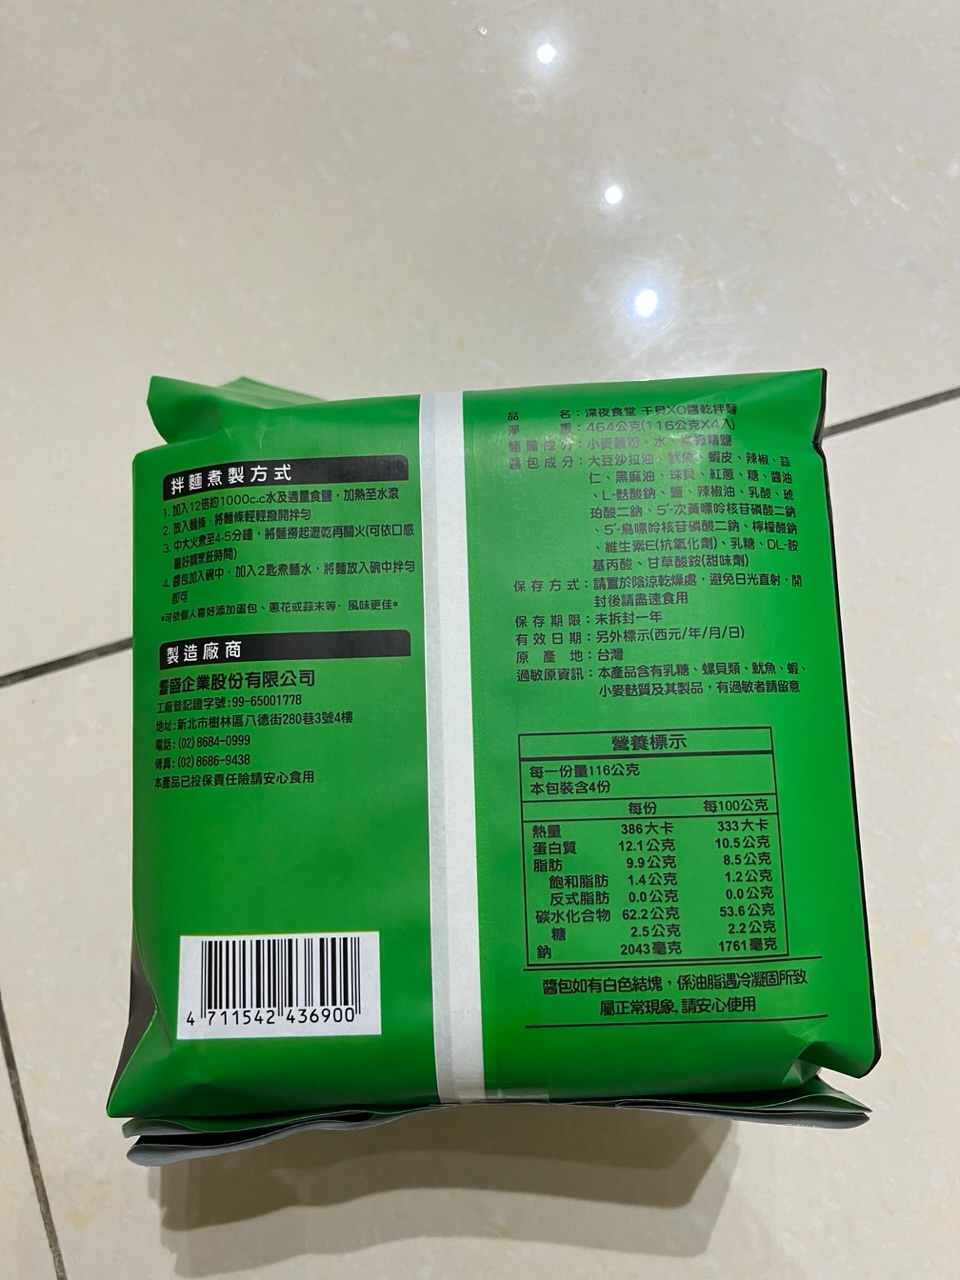 拌麵煮製方式
1. 加入12倍約1000c.c水及適量食鹽，加熱至水滾
2. 放入麵條、將麵條輕輕撥開拌勻
3. 中大火煮至4-5分鐘，將麵撈起瀝乾再關火(可依口感
喜好調烹飪時間)
4. 醬包加入碗中，加入2匙煮麵水，將麵放入碗中拌勻
即可
*可依個人喜好添加蛋包、蔥花或蒜末等．風味更佳*
製造廠商
盛企業股份有限公司
工廠登記證字號:99-65001778
地址:新北市樹林區八德街280巷3號4樓
電話:(02) 8684-0999
傳真:(02) 8686-9438
本產品已投保責任險請安心食用
4 711542 436900
品名：深夜食堂 干貝XO醬乾拌麵
淨重：464公克(116公克X4入)
麵體成分：小麥麵粉、水、精鹽
醬包成分：大豆沙拉油、魷魚、蝦皮、辣椒、蒜
仁、黑麻油、珠貝、紅蔥、糖、醬油
、L-麩酸鈉、鹽、辣椒油、乳酸、琥
珀酸二鈉、5'-次黃嘌呤核苷磷酸二鈉
、5'-鳥嘌呤核苷磷酸二鈉、檸檬酸鈉
、維生素E(抗氧化劑)、乳糖、DL-胺
基丙酸、甘草酸銨(甜味劑)
保存方式：請置於陰涼乾燥處，避免日光直射，開
封後請盡速食用
保存期限：未拆封一年
有效日期：另外標示(西元/年/月/日)
原產地：台灣
過敏原資訊：本產品含有乳糖、螺貝類、魷魚、蝦、
小麥麩質及其製品，有過敏者請留意
營養標示
每一份量116公克
本包裝含4份
每份 每100公克
熱量 386大卡 333大卡
蛋白質 12.1公克 10.5公克
脂肪 9.9公克 8.5公克
飽和脂肪 1.4公克 1.2公克
反式脂肪 0.0公克 0.0公克
碳水化合物 62.2公克 53.6公克
糖 2.5公克 2.2公克
鈉 2043毫克 1761毫克
醬包如有白色結塊，係油脂遇冷凝固所致
屬正常現象，請安心使用